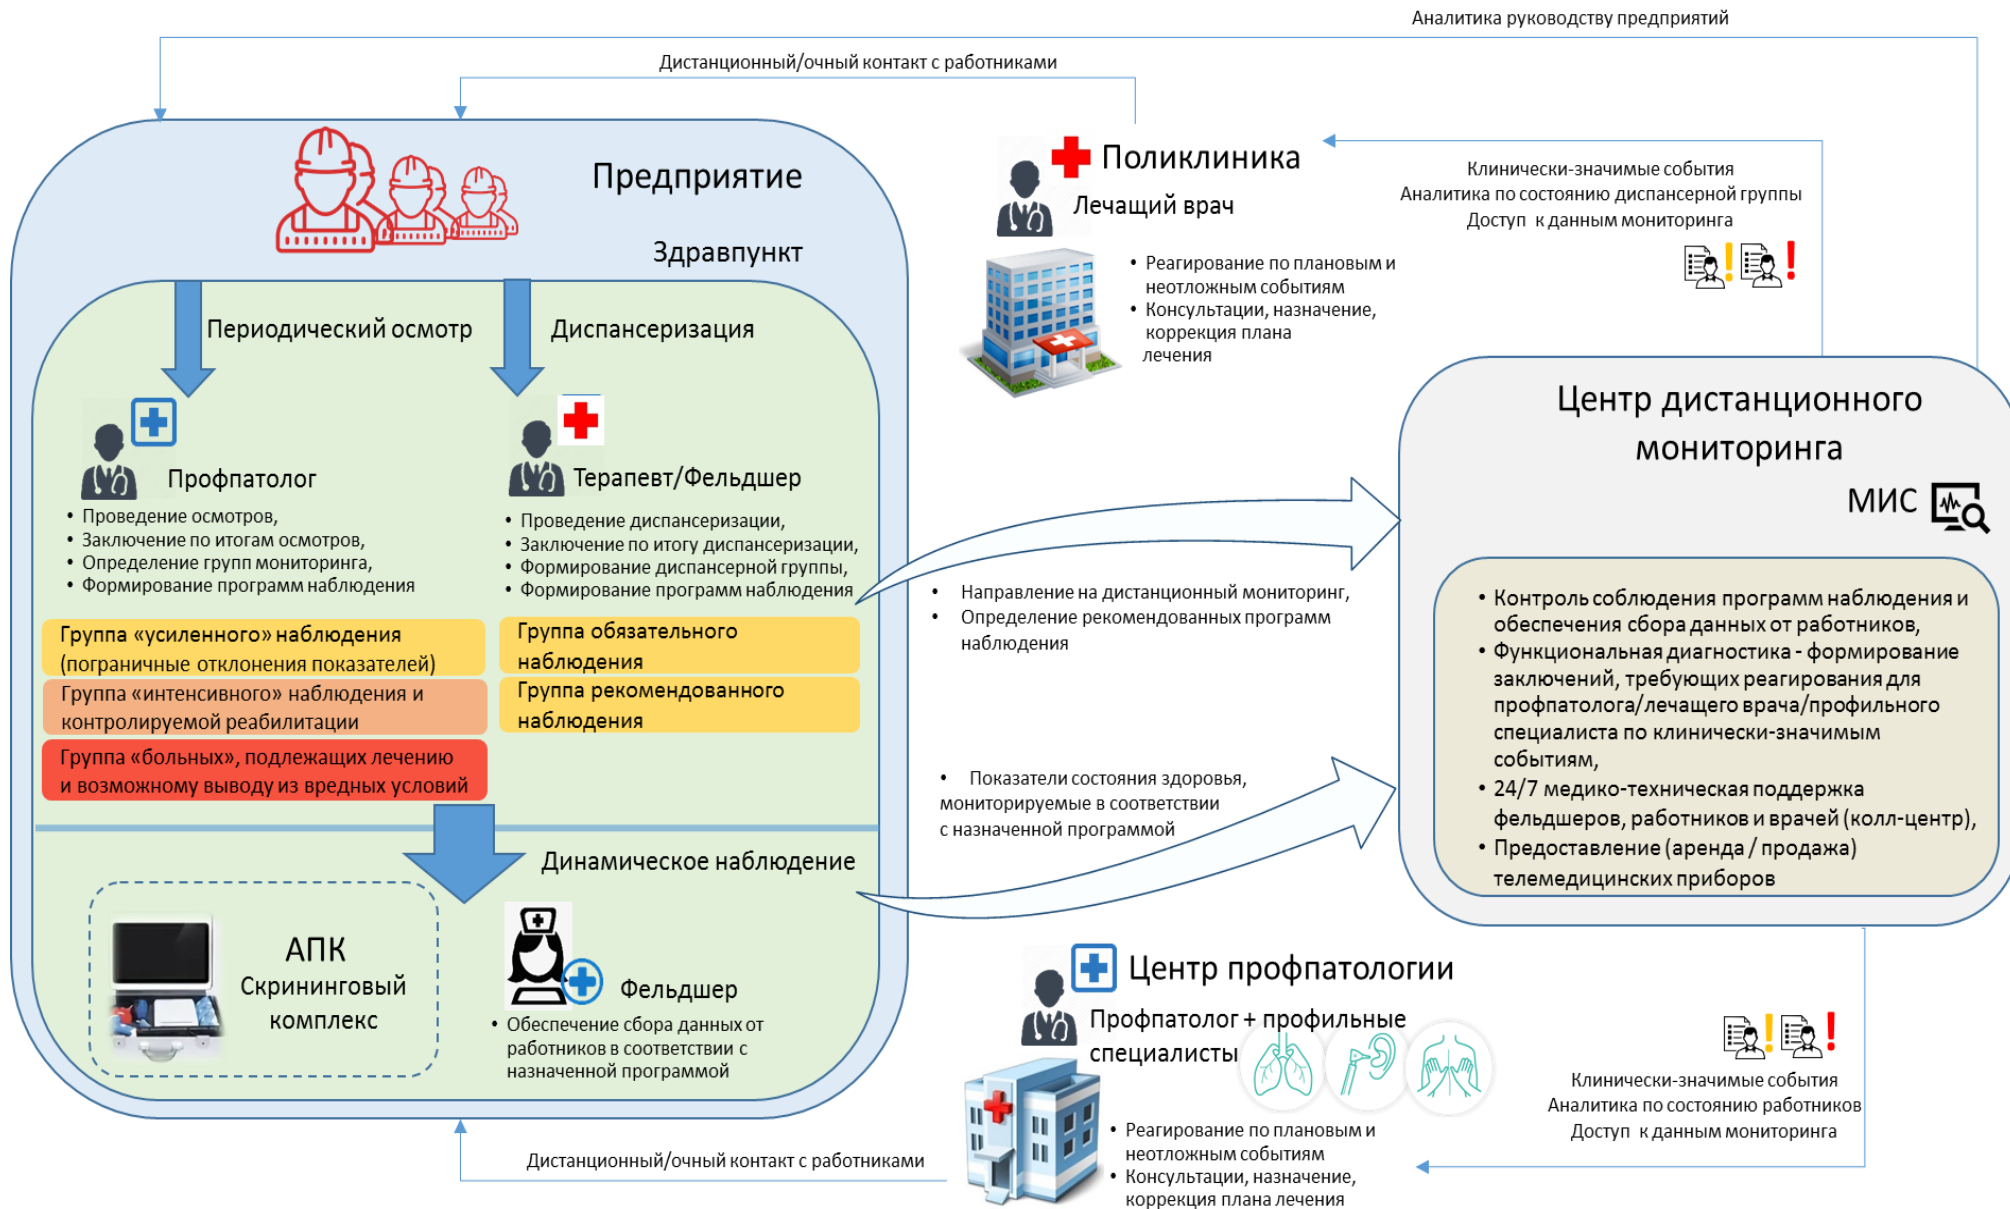 Аналитика руководству предприятий
Дистанционный/очный контакт с работниками
Предприятие
Здравпункт
Периодический осмотр
Диспансеризация
Профпатолог
• Проведение осмотров,
• Заключение по итогам осмотров,
• Определение групп мониторинга,
• Формирование программ наблюдения
Терапевт/Фельдшер
• Проведение диспансеризации,
• Заключение по итогу диспансеризации,
• Формирование диспансерной группы,
• Формирование программ наблюдения
Группа «усиленного» наблюдения
(пограничные отклонения показателей)
Группа «интенсивного» наблюдения и
контролируемой реабилитации
Группа «больных», подлежащих лечению
и возможному выводу из вредных условий
Группа обязательного
наблюдения
Группа рекомендованного
наблюдения
Динамическое наблюдение
АПК
Скрининговый
комплекс
Фельдшер
• Обеспечение сбора данных от
работников в соответствии с
назначенной программой
Поликлиника
Лечащий врач
• Реагирование по плановым и
неотложным событиям
• Консультации, назначение,
коррекция плана
лечения
Клинически-значимые события
Аналитика по состоянию диспансерной группы
Доступ к данным мониторинга
• Направление на дистанционный мониторинг,
• Определение рекомендованных программ
наблюдения
• Показатели состояния здоровья,
мониторируемые в соответствии
с назначенной программой
Центр дистанционного
мониторинга
МИС
• Контроль соблюдения программ наблюдения и
обеспечения сбора данных от работников,
• Функциональная диагностика - формирование
заключений, требующих реагирования для
профпатолога/лечащего врача/профильного
специалиста по клинически-значимым
событиям,
• 24/7 медико-техническая поддержка
фельдшеров, работников и врачей (колл-центр),
• Предоставление (аренда / продажа)
телемедицинских приборов
Центр профпатологии
Профпатолог + профильные
специалисты
• Реагирование по плановым и
неотложным событиям
• Консультации, назначение,
коррекция плана лечения
Клинически-значимые события
Аналитика по состоянию работников
Доступ к данным мониторинга
Дистанционный/очный контакт с работниками